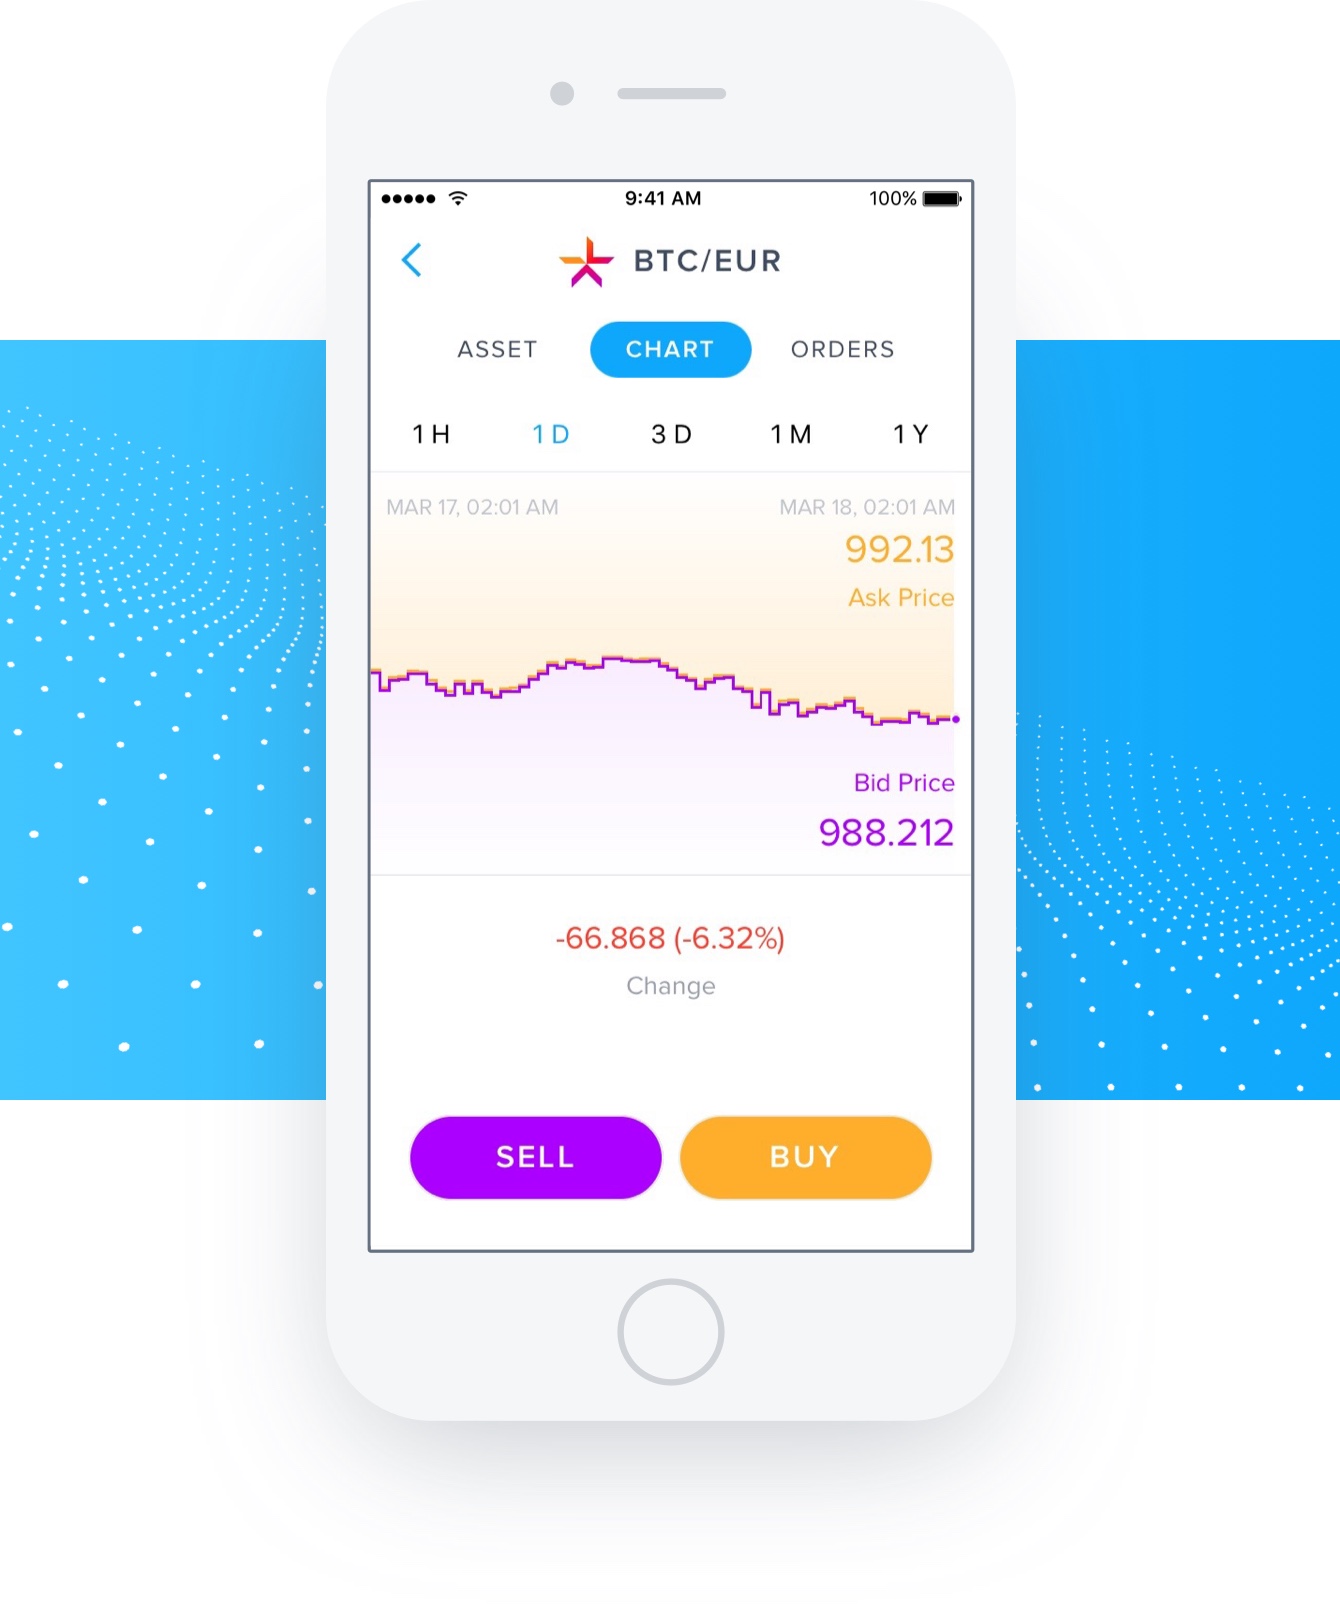 9:41 AM 100%
BTC/EUR
ASSET CHART ORDERS
1 H 1 D 3 D 1 M 1 Y
MAR 17, 02:01 AM MAR 18, 02:01 AM
992.13
Ask Price
Bid Price
988.212
-66.868 (-6.32%)
Change
SELL BUY